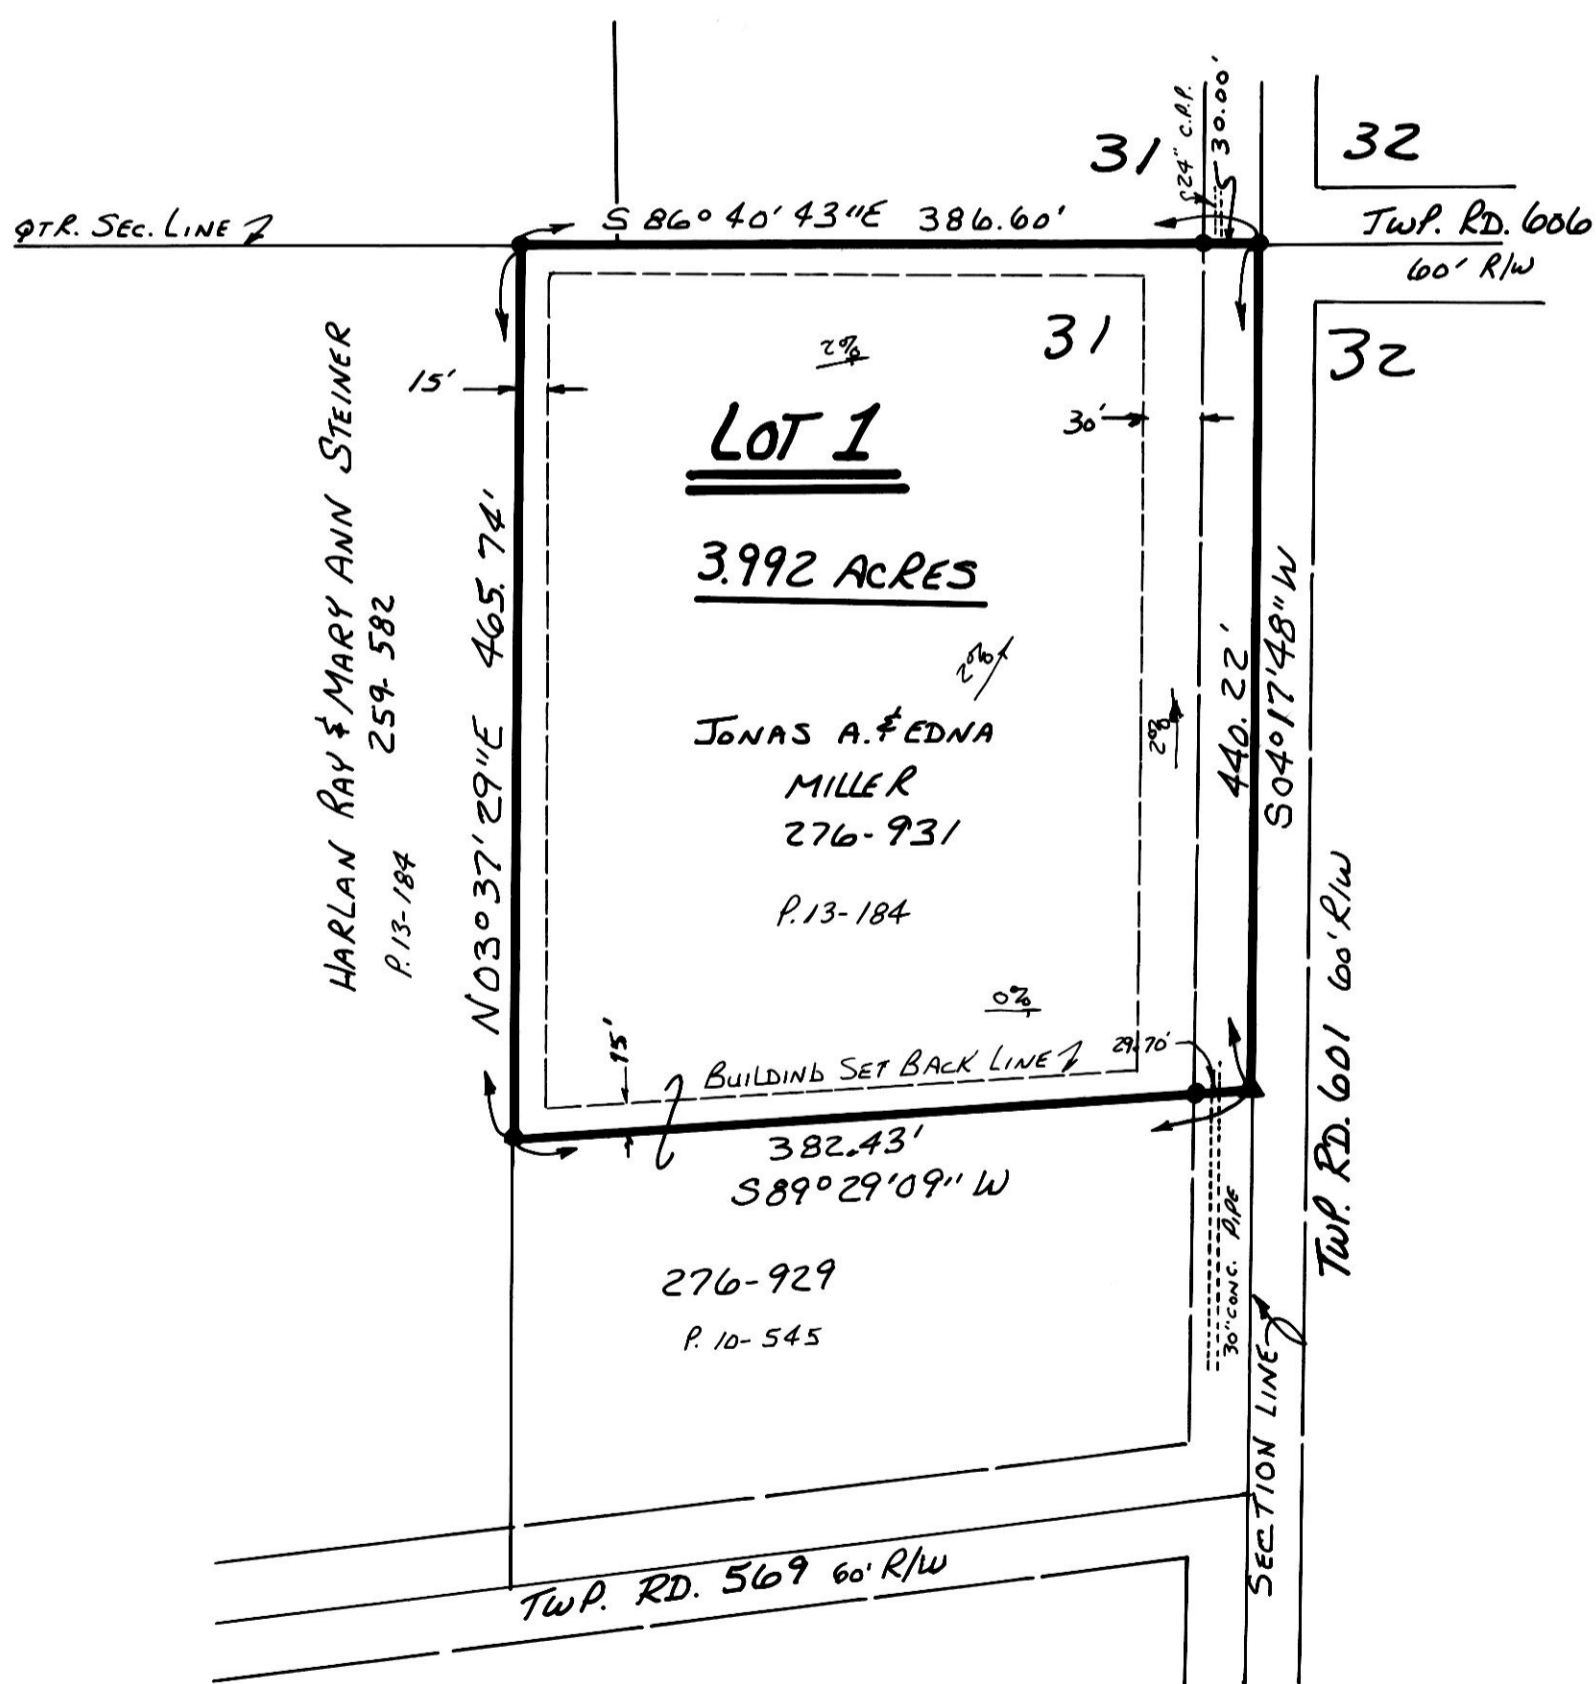 24" C.P.P.
30.00'
31
32
QTR. SEC. LINE
S 86° 40' 43"E 386.60'
TWP. RD. 606
60' R/W
31
32
2%
15'
30'
LOT 1
3.992 ACRES
HARLAN RAY & MARY ANN STEINER
259-582
P.13-184
N03°37'29"E 465.74'
2%
JONAS A. & EDNA
MILLER
276-931
P.13-184
2%
440.22'
S04°17'48"W
TWP. RD. 601 60' R/W
0%
15'
BUILDING SET BACK LINE
29.70'
382.43'
S89°29'09" W
276-929
P. 10-545
30" CONC. PIPE
SECTION LINE
TWP. RD. 569 60' R/W